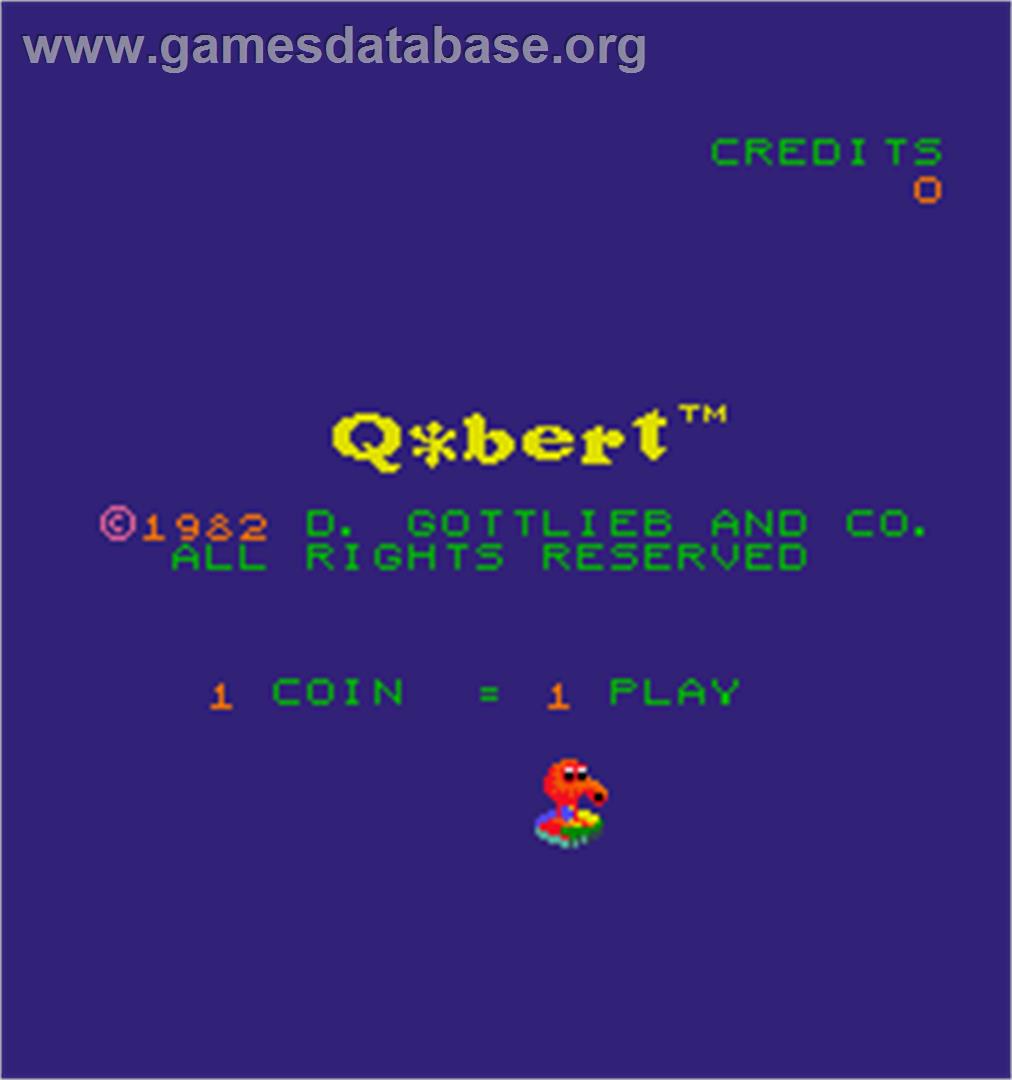 www.gamesdatabase.org
CREDITS
0
Q*bert™
©1982 D. GOTTLIEB AND CO.
ALL RIGHTS RESERVED
1 COIN = 1 PLAY